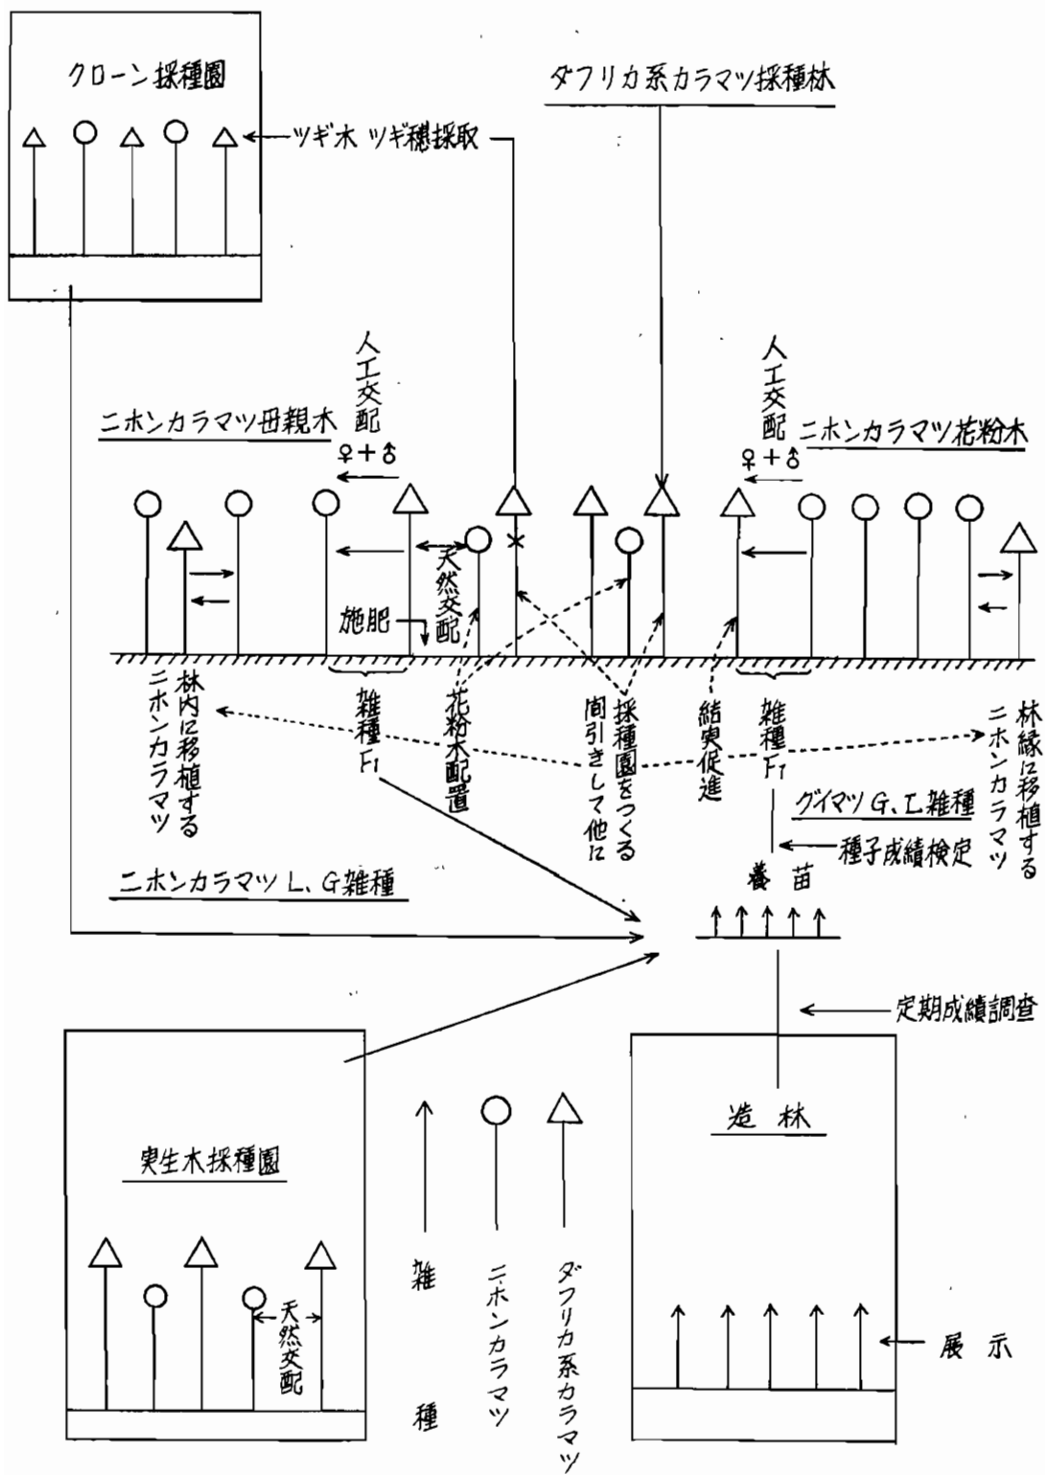 クローン採種園
ダフリカ系カラマツ採種林
ツギ木 ツギ穂採取
人工交配
♀+♂
ニホンカラマツ母親木
人工交配
♀+♂
ニホンカラマツ花粉木
天然交配
施肥
林内に移植する
ニホンカラマツ
雑種F1
花粉木配置
採種園をつくる
間引きして他に
結実促進
雑種F1
林縁に移植する
ニホンカラマツ
グイマツG、L雑種
種子成績検定
養苗
ニホンカラマツL、G雑種
定期成績調査
実生木採種園
天然交配
雑種
ニホンカラマツ
ダフリカ系カラマツ
造林
展示